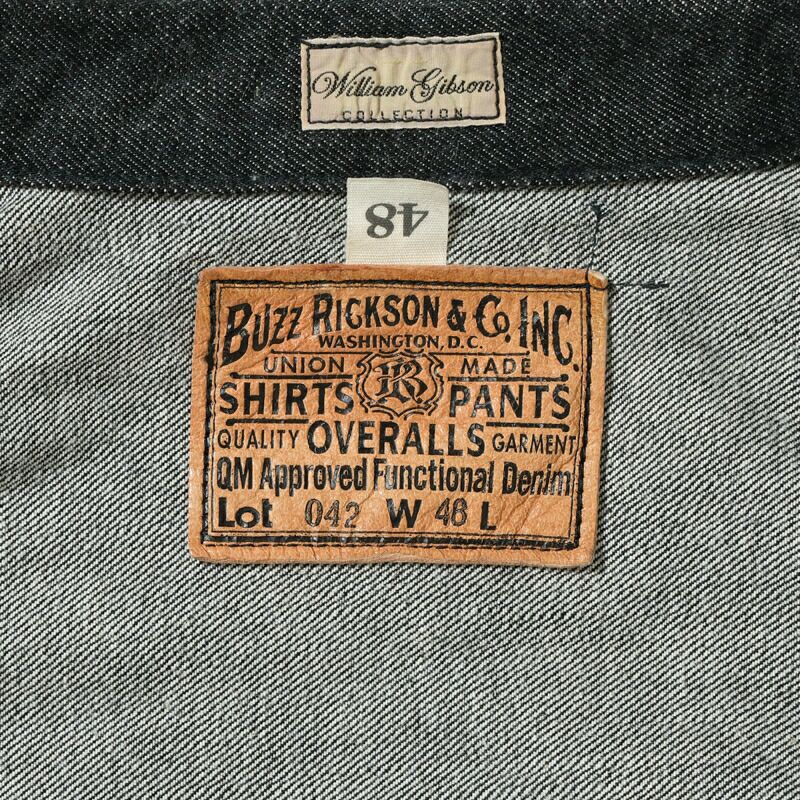 William Gibson
COLLECTION
48
BUZZ RICKSON & Co. INC.
WASHINGTON, D.C.
UNION MADE
SHIRTS PANTS
QUALITY OVERALLS GARMENT
QM Approved Functional Denim
Lot 042 W 48 L